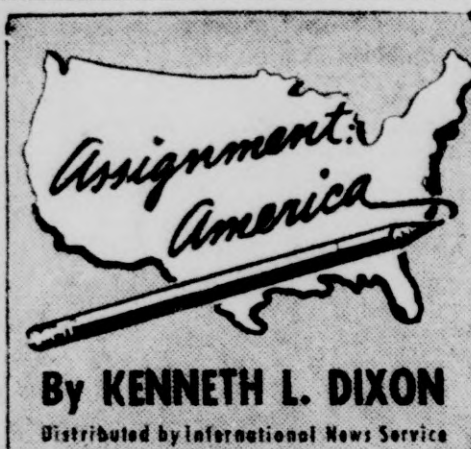 Assignment:
America
By KENNETH L. DIXON
Distributed by International News Service